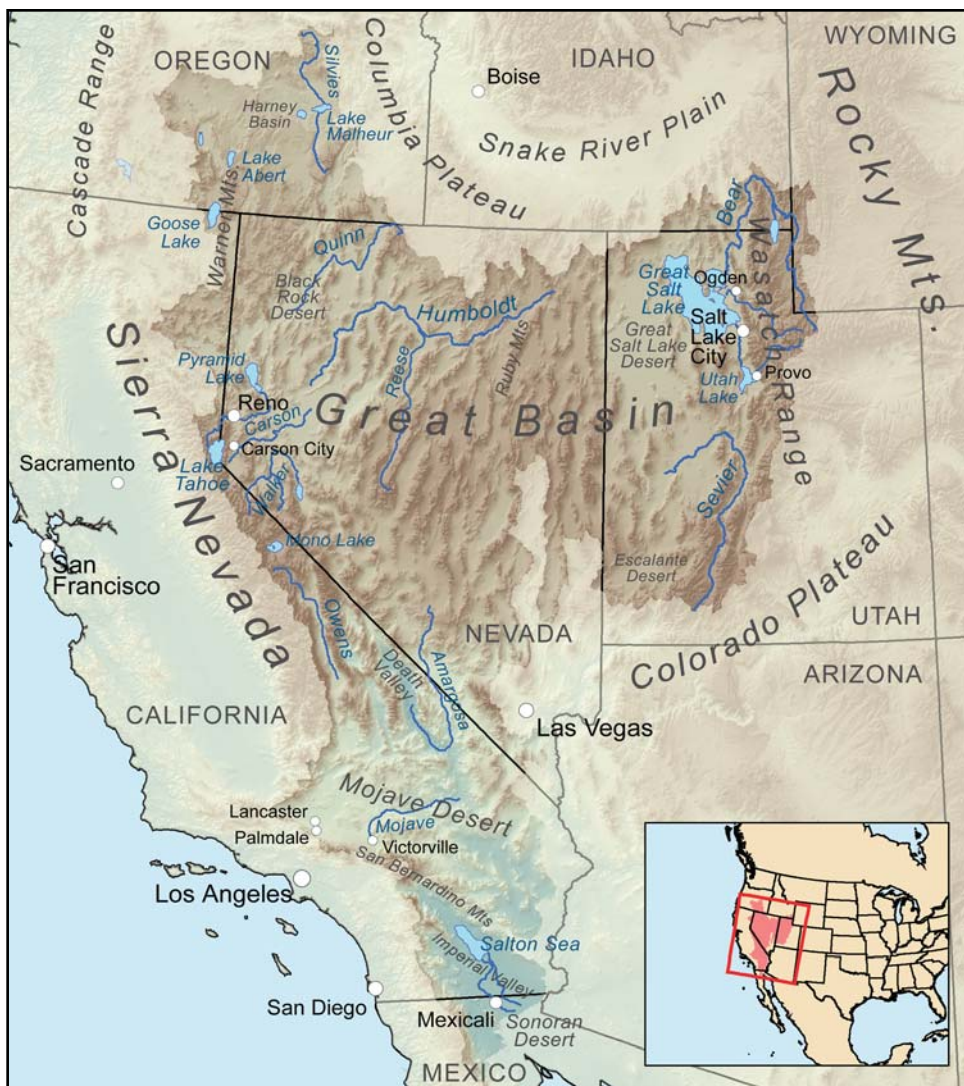 WYOMING
OREGON
IDAHO
Cascade Range
Silvies
Columbia Plateau
Boise
Rocky Mts.
Harney
Basin
Lake
Malheur
Snake River Plain
Lake
Abert
Warner Mts.
Goose
Lake
Bear
Wasatch Range
Quinn
Black
Rock
Desert
Great
Salt
Lake
Ogden
Humboldt
Salt
Lake
City
Great
Salt Lake
Desert
Sierra Nevada
Pyramid
Lake
Reese
Ruby Mts
Utah
Lake
Provo
Reno
Carson
Great Basin
Carson City
Lake
Tahoe
Sacramento
Walker
Sevier
Mono Lake
San
Francisco
Escalante
Desert
Colorado Plateau
Owens
NEVADA
UTAH
Death
Valley
Amargosa
ARIZONA
CALIFORNIA
Las Vegas
Mojave Desert
Lancaster
Palmdale
Mojave
Victorville
San Bernardino Mts
Los Angeles
Salton Sea
Imperial Valley
San Diego
Mexicali
Sonoran
Desert
MEXICO